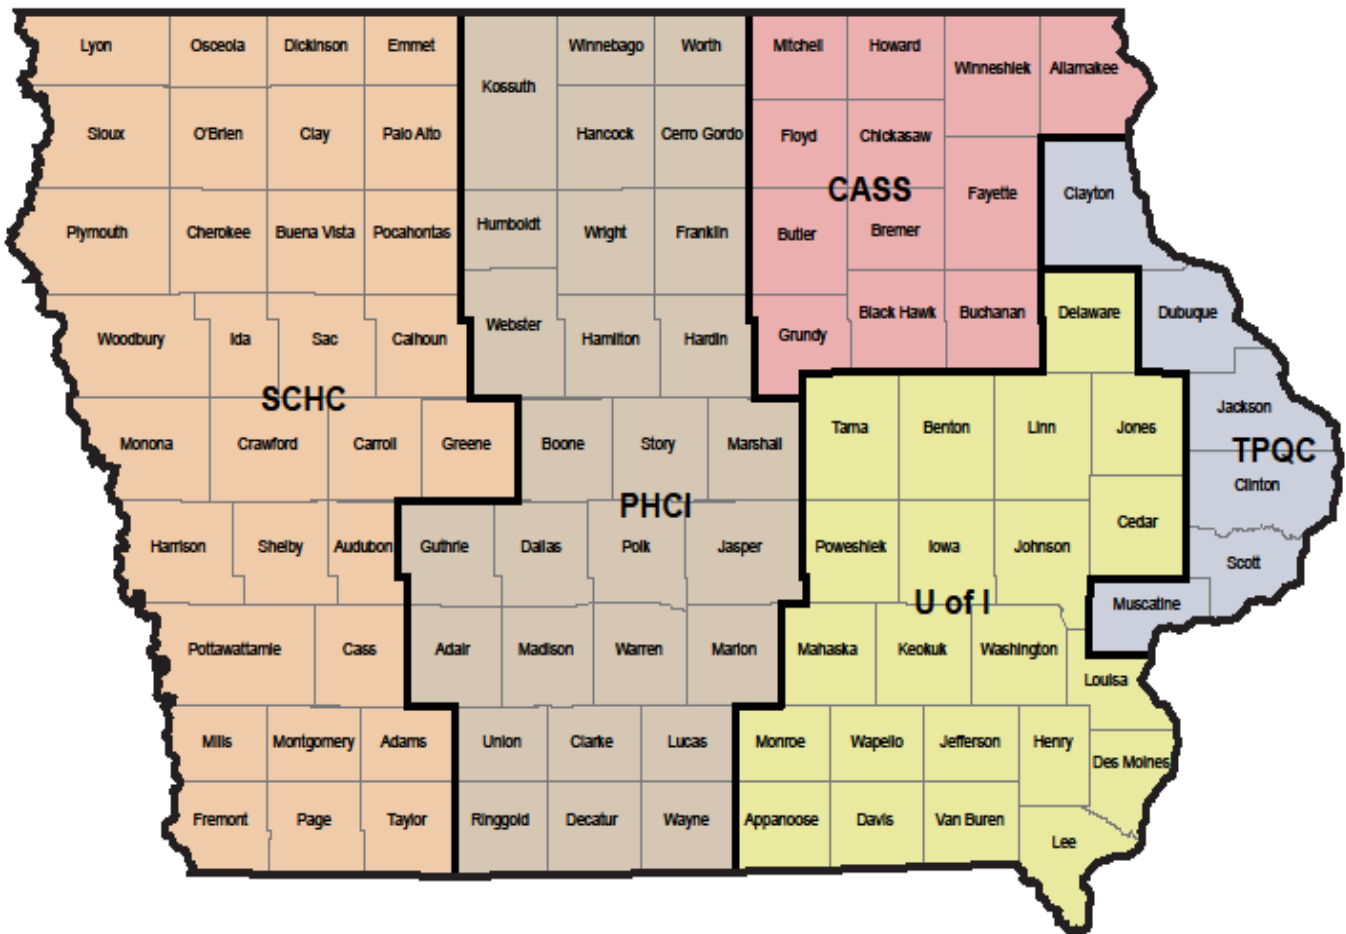 Lyon Osceola Dickinson Emmet Winnebago Worth Mitchell Howard
Winneshiek Allamakee
Kossuth
Sioux O'Brien Clay Palo Alto Hancock Cerro Gordo Floyd Chickasaw
CASS
Fayette Clayton
Plymouth Cherokee Buena Vista Pocahontas Humboldt Wright Franklin Butler Bremer
Woodbury Ida Sac Calhoun Webster Hamilton Hardin Grundy Black Hawk Buchanan Delaware Dubuque
SCHC
Jackson
Monona Crawford Carroll Greene Boone Story Marshall Tama Benton Linn Jones
TPQC
Clinton
PHCI
Cedar
Harrison Shelby Audubon Guthrie Dallas Polk Jasper Poweshiek Iowa Johnson
Scott
U of I
Muscatine
Pottawattamie Cass Adair Madison Warren Marion Mahaska Keokuk Washington
Louisa
Mills Montgomery Adams Union Clarke Lucas Monroe Wapello Jefferson Henry
Des Moines
Fremont Page Taylor Ringgold Decatur Wayne Appanoose Davis Van Buren
Lee